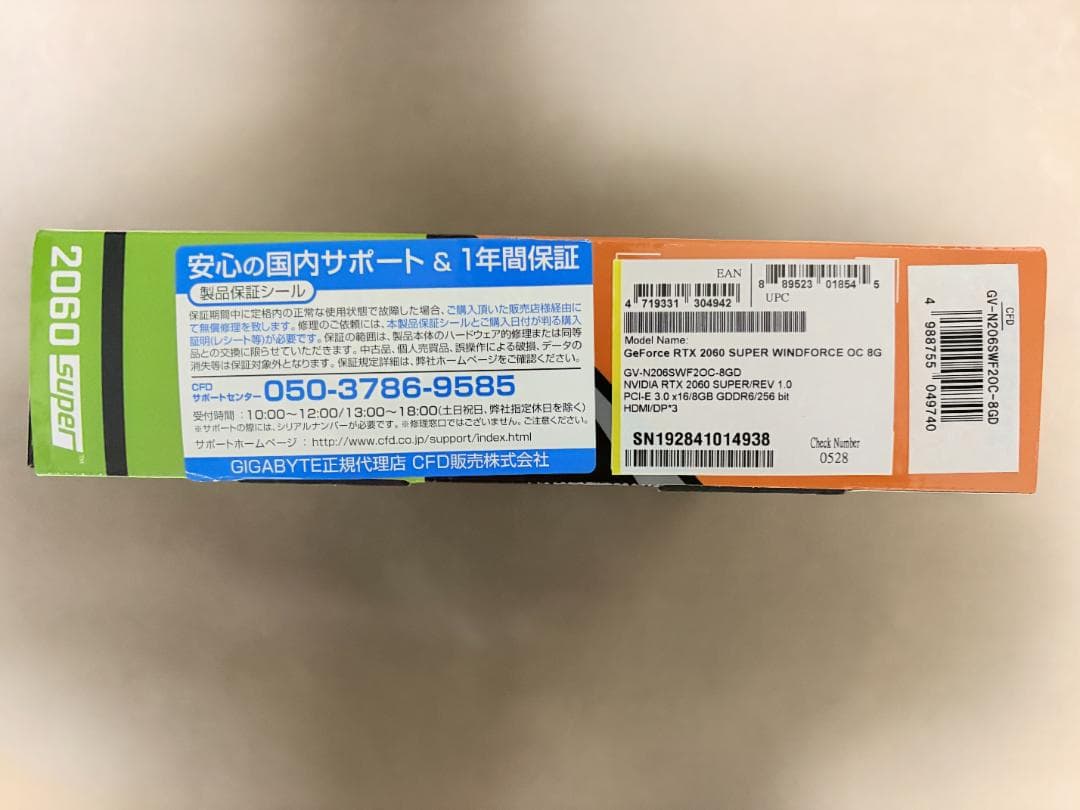 2060 SUPER™
安心の国内サポート & 1年間保証
製品保証シール
保証期間中に定格内の正常な使用状態で故障した場合、ご購入頂いた販売店様経由に
て無償修理を致します。修理のご依頼には、本製品保証シールとご購入日付が判る購入
証明(レシート等)が必要です。保証の範囲は、製品本体のハードウェア的修理または同等
品との交換に限らせていただきます。中古品、個人売買品、誤操作による破損、データの
消失等は保証対象外となります。保証規定詳細は、弊社ホームページをご確認ください。
CFD
サポートセンター 050-3786-9585
受付時間：10:00～12:00/13:00～18:00(土日祝日、弊社指定休日を除く)
※サポートの際には、シリアルナンバーが必要です。※修理窓口ではございません。ご注意ください。
サポートホームページ：http://www.cfd.co.jp/support/index.html
GIGABYTE正規代理店 CFD販売株式会社
EAN
4 719331 304942
8 89523 01854 5
UPC
Model Name:
GeForce RTX 2060 SUPER WINDFORCE OC 8G
GV-N206SWF2OC-8GD
NVIDIA RTX 2060 SUPER/REV 1.0
PCI-E 3.0 x16/8GB GDDR6/256 bit
HDMI/DP*3
SN192841014938
Check Number
0528
CFD
GV-N206SWF2OC-8GD
4 988755 049740